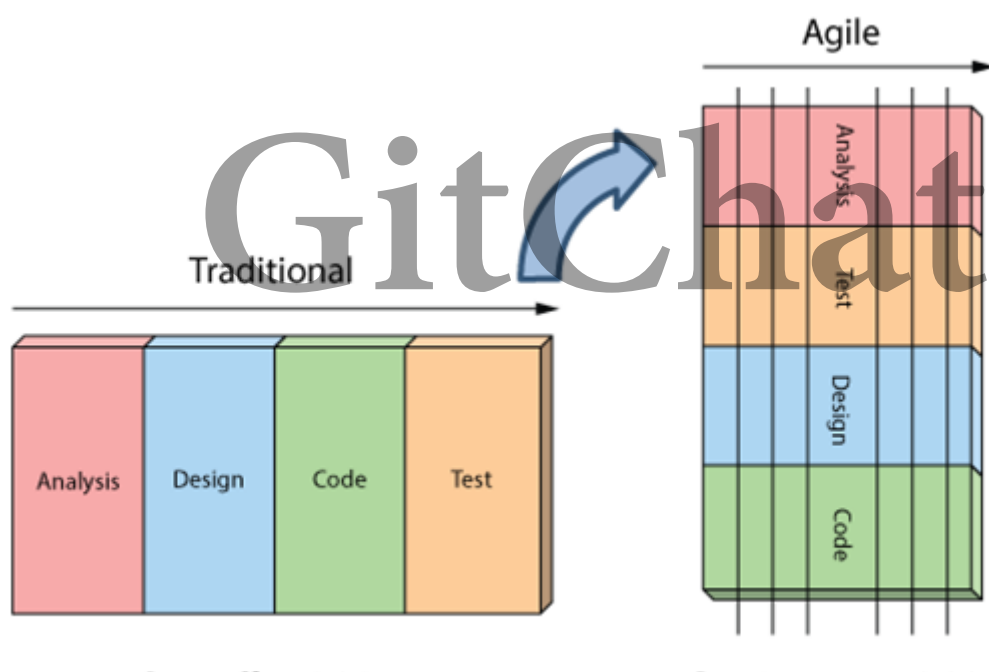 Agile
GitChat
Traditional
Analysis
Design
Code
Test
Analysis
Test
Design
Code